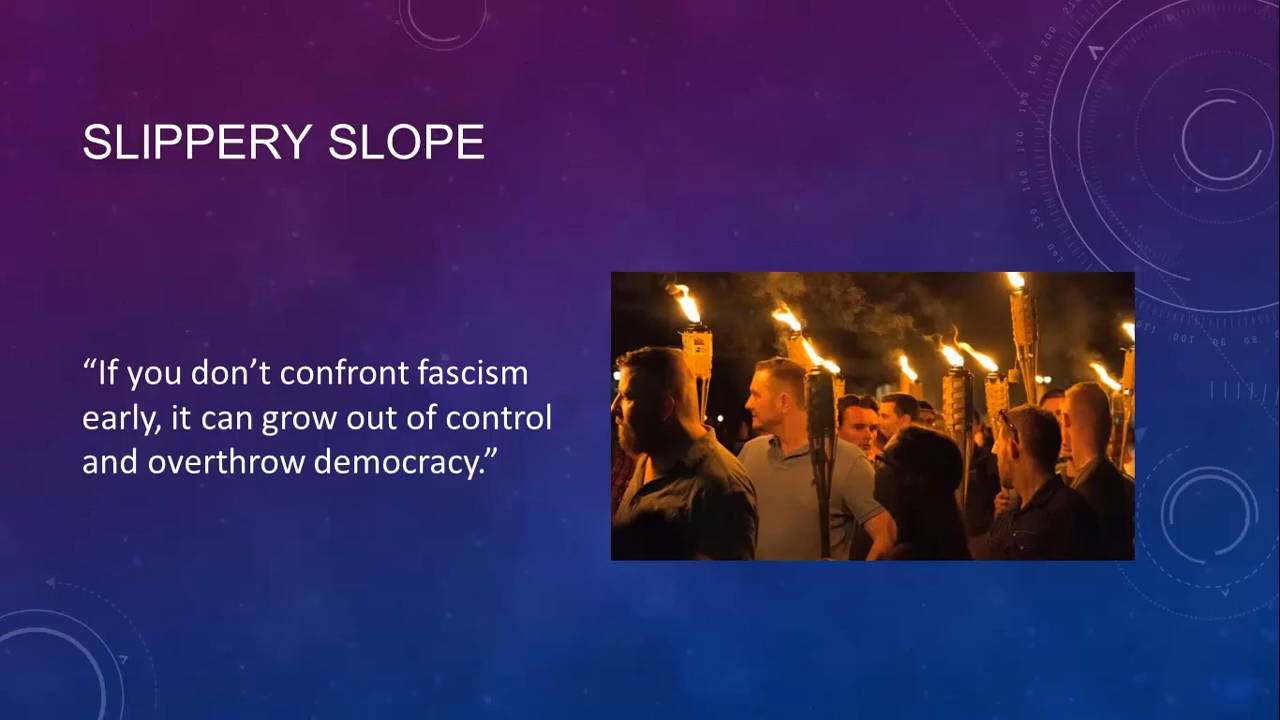 SLIPPERY SLOPE
“If you don’t confront fascism
early, it can grow out of control
and overthrow democracy.”